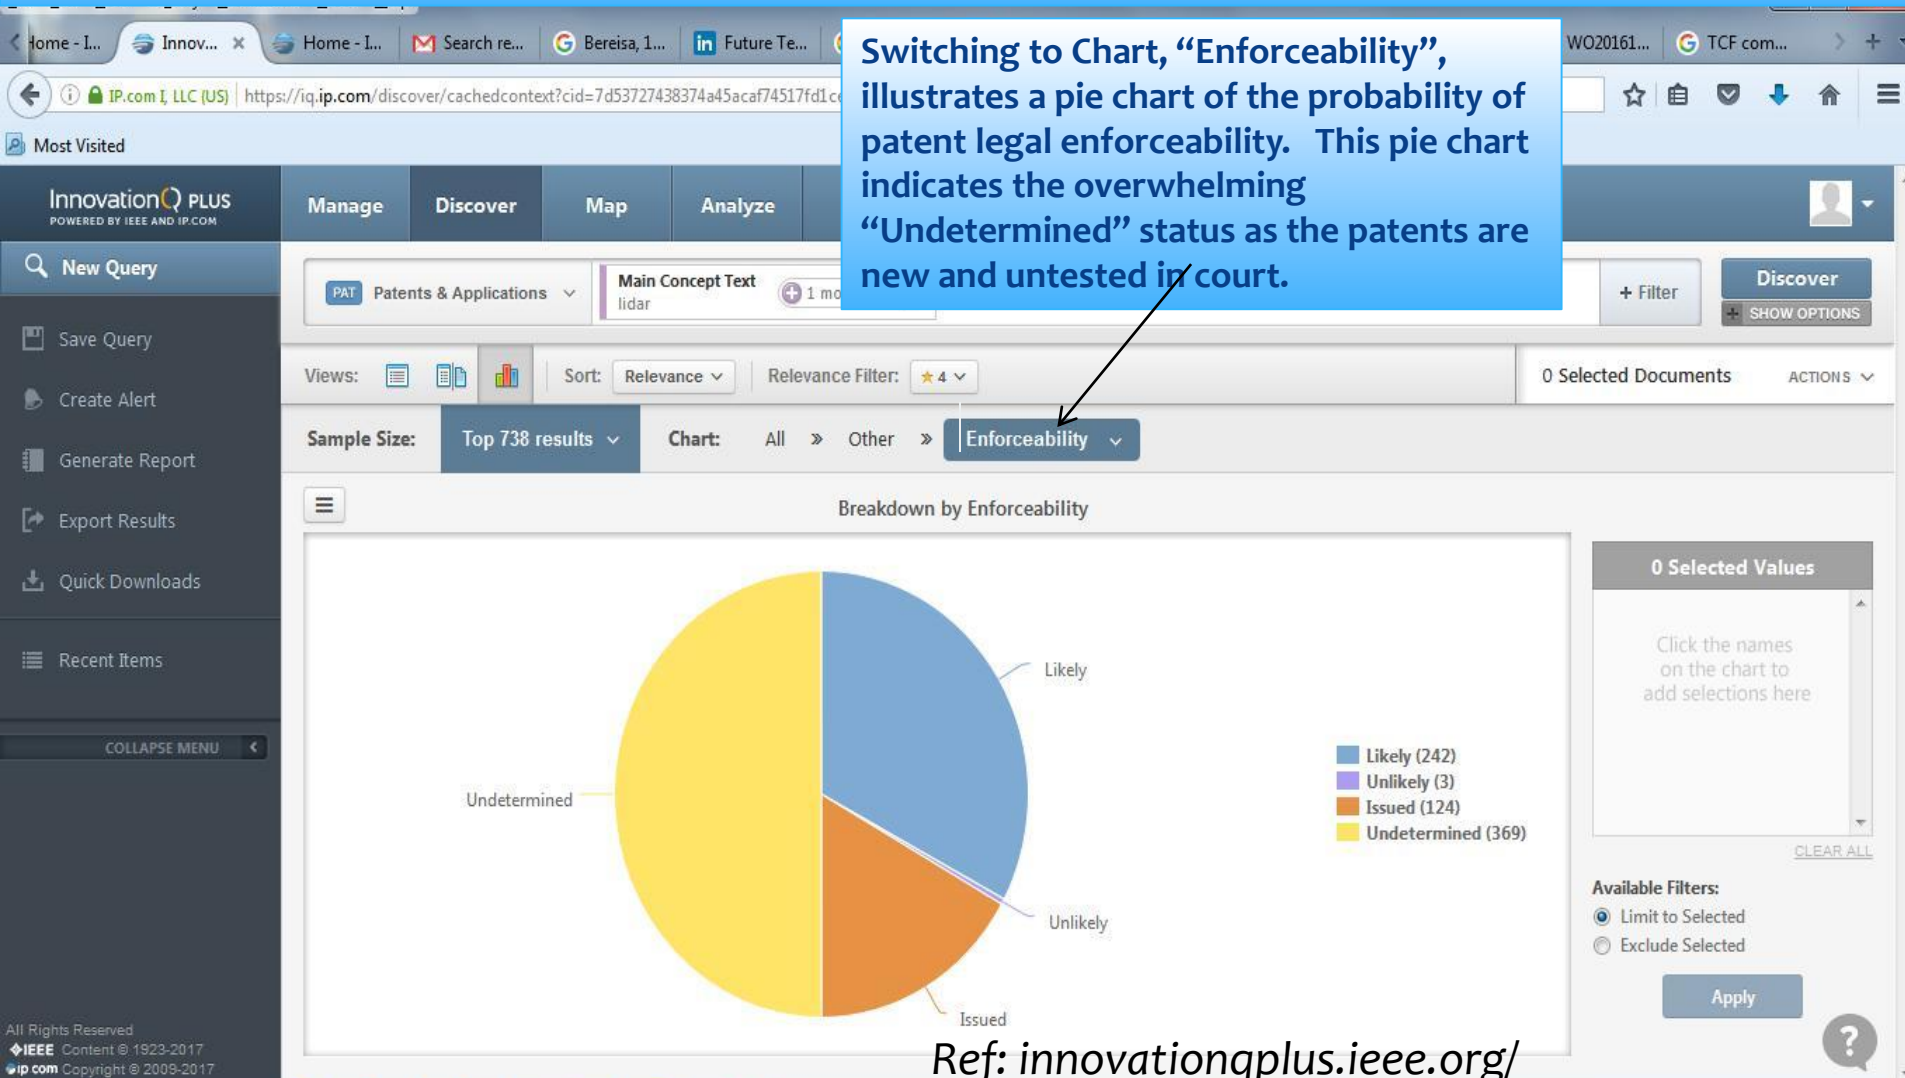 Home - I...
Innov...
Home - I...
Search re...
Bereisa, 1...
Future Te...
WO20161...
TCF com...
IP.com I, LLC (US)
https://iq.ip.com/discover/cachedcontext?cid=7d53727438374a45acaf74517fd1c
Most Visited
Switching to Chart, “Enforceability”,
illustrates a pie chart of the probability of
patent legal enforceability. This pie chart
indicates the overwhelming
“Undetermined” status as the patents are
new and untested in court.
InnovationQ PLUS
POWERED BY IEEE AND IP.COM
Manage
Discover
Map
Analyze
New Query
Save Query
Create Alert
Generate Report
Export Results
Quick Downloads
Recent Items
COLLAPSE MENU
PAT Patents & Applications
Main Concept Text
lidar
1 mo
+ Filter
Discover
+ SHOW OPTIONS
Views:
Sort: Relevance
Relevance Filter: ★ 4
0 Selected Documents
ACTIONS
Sample Size: Top 738 results
Chart: All » Other » Enforceability
Breakdown by Enforceability
Likely
Undetermined
Unlikely
Issued
Likely (242)
Unlikely (3)
Issued (124)
Undetermined (369)
0 Selected Values
Click the names
on the chart to
add selections here
CLEAR ALL
Available Filters:
Limit to Selected
Exclude Selected
Apply
?
All Rights Reserved
IEEE Content © 1923-2017
ip com Copyright © 2009-2017
Ref: innovationqplus.ieee.org/